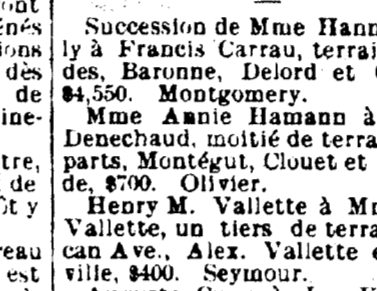 ont
énés
ions
dès
de
ine-
tre,
de
ôt y
reau
est
Succession de Mme Hann
ly à Francis Carrau, terrai
des, Baronne, Delord et
$4,550. Montgomery.
Mme Annie Hamann à
Denechaud, moitié de terra
parts, Montégut, Clouet et
de, $700. Olivier.
Henry M. Vallette à Mr
Vallette, un tiers de terra
can Ave., Alex. Vallette e
ville, $400. Seymour.